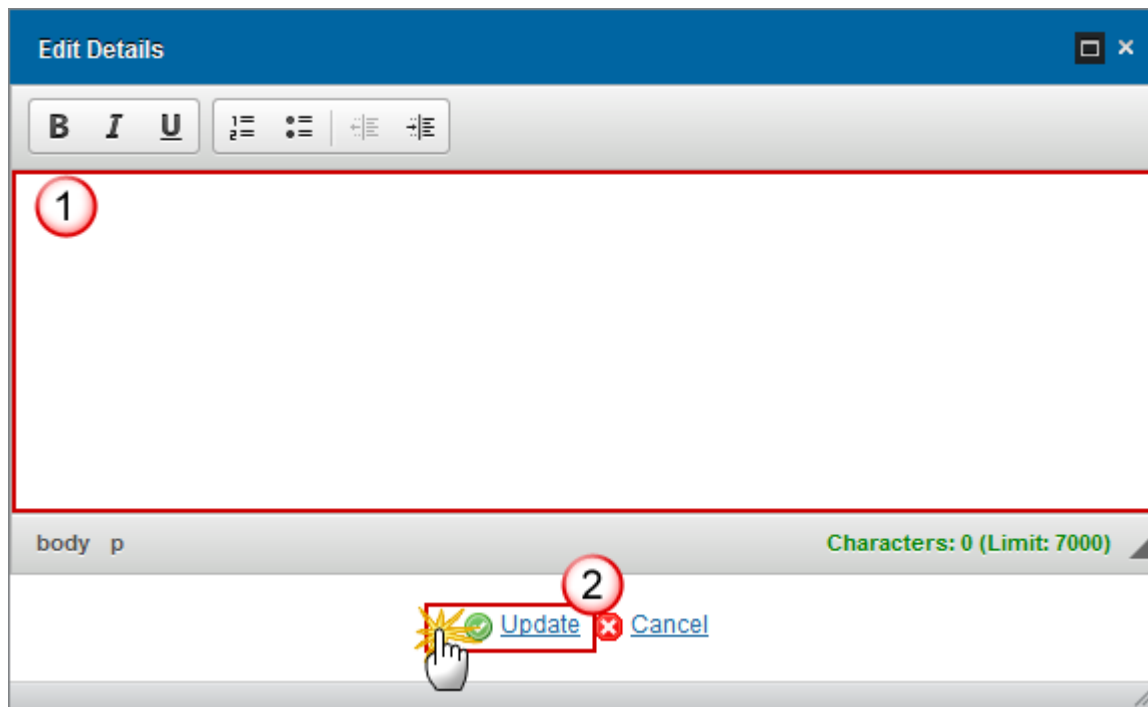 Edit Details
B I U
1
body p Characters: 0 (Limit: 7000)
2
Update Cancel